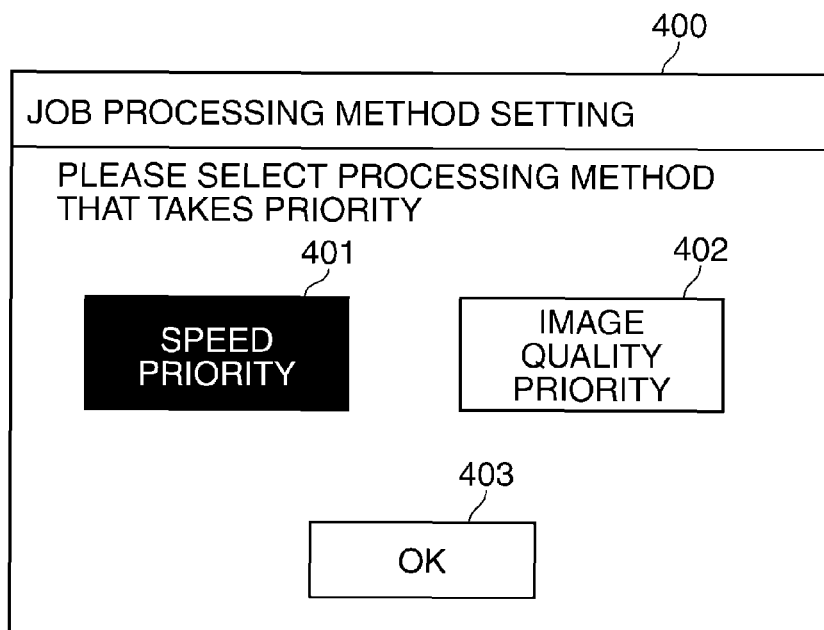 400
JOB PROCESSING METHOD SETTING
PLEASE SELECT PROCESSING METHOD
THAT TAKES PRIORITY
401
402
SPEED
PRIORITY
IMAGE
QUALITY
PRIORITY
403
OK